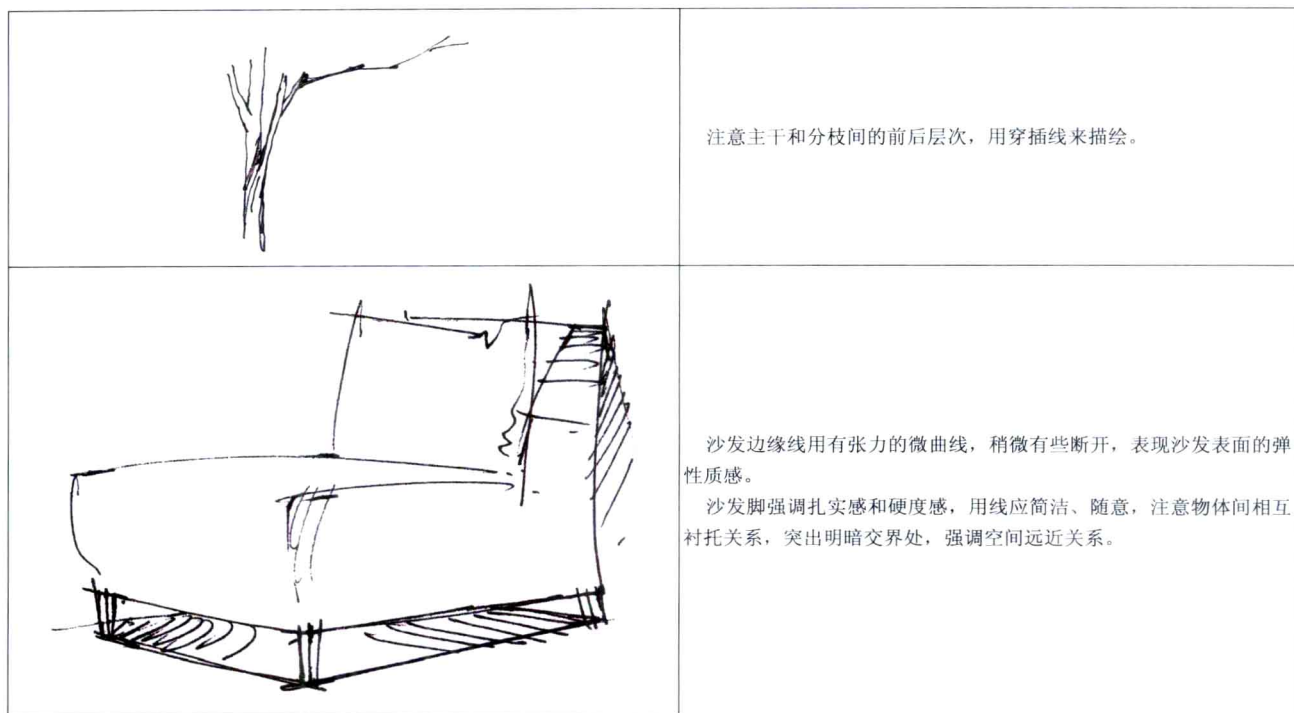 注意主干和分枝间的前后层次，用穿插线来描绘。
沙发边缘线用有张力的微曲线，稍微有些断开，表现沙发表面的弹
性质感。
沙发脚强调扎实感和硬度感，用线应简洁、随意，注意物体间相互
衬托关系，突出明暗交界处，强调空间远近关系。